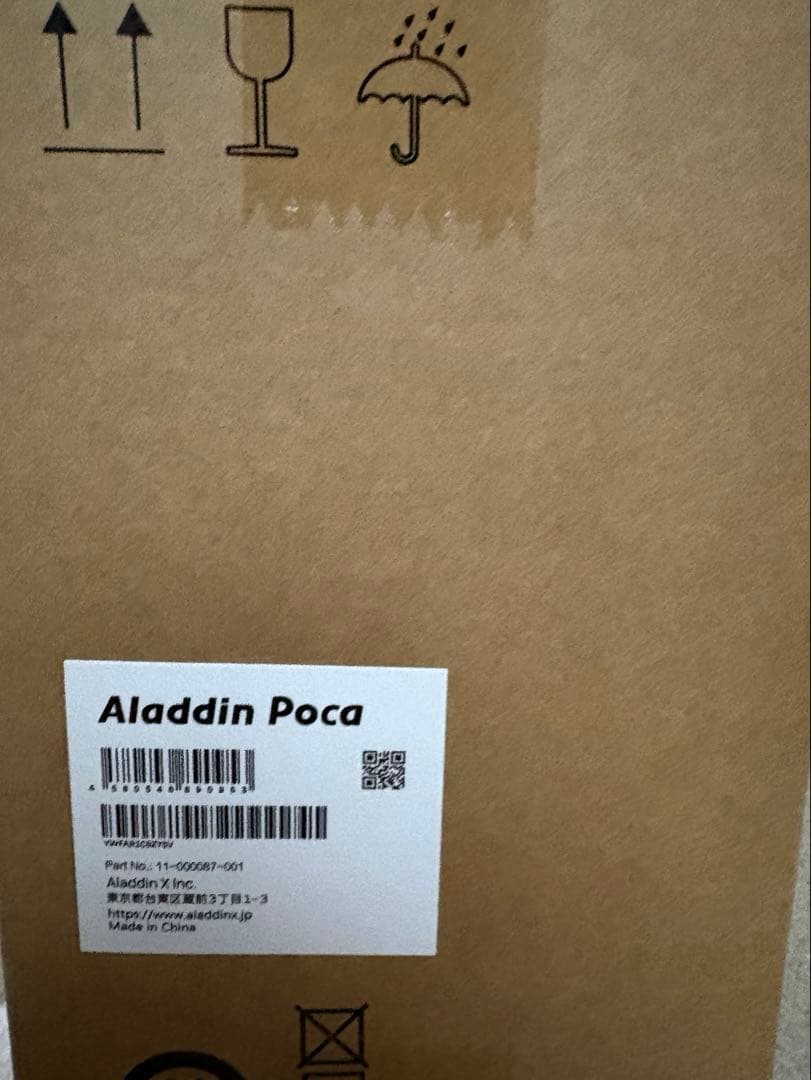 Aladdin Poca
Part No.: 11-000087-001
Aladdin X Inc.
東京都台東区蔵前3丁目1-3
https://www.aladdinx.jp
Made in China